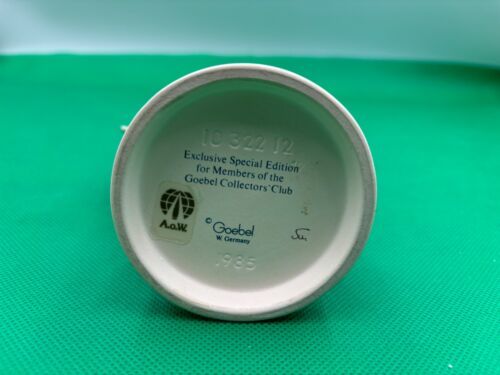 10 322 12
Exclusive Special Edition
for Members of the
Goebel Collectors' Club
A.o.W.
© Goebel
W. Germany
1985